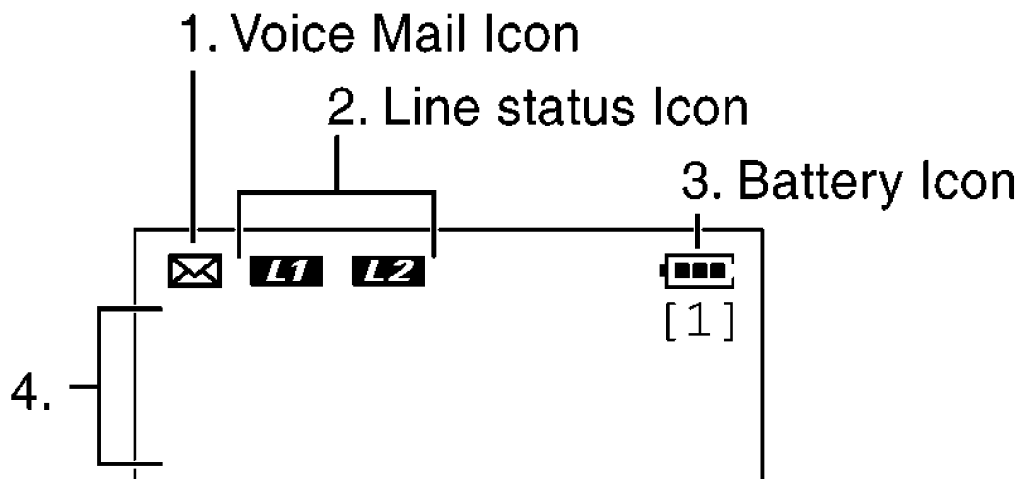 1. Voice Mail Icon
2. Line status Icon
3. Battery Icon
L1 L2
[1]
4.